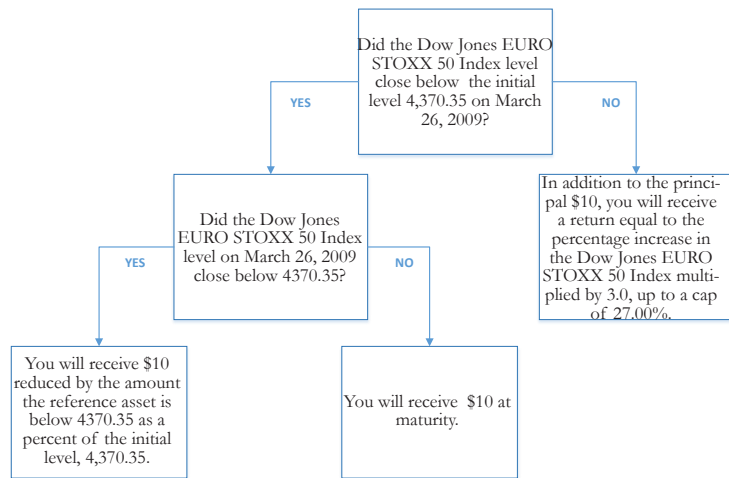 Did the Dow Jones EURO
STOXX 50 Index level
close below the initial
level 4,370.35 on March
26, 2009?
YES
NO
Did the Dow Jones
EURO STOXX 50 Index
level on March 26, 2009
close below 4370.35?
In addition to the princi-
pal $10, you will receive
a return equal to the
percentage increase in
the Dow Jones EURO
STOXX 50 Index multi-
plied by 3.0, up to a cap
of 27.00%.
YES
NO
You will receive $10
reduced by the amount
the reference asset is
below 4370.35 as a
percent of the initial
level, 4,370.35.
You will receive $10 at
maturity.